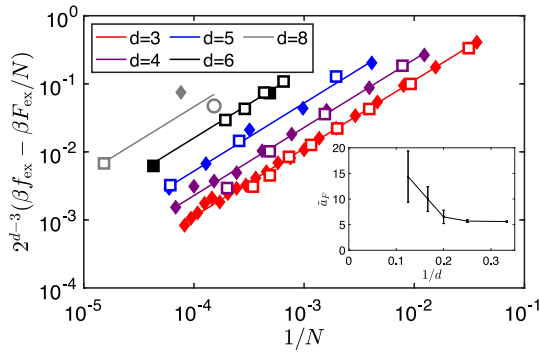 10^0
10^-1
10^-2
10^-3
10^-4
2^{d-3}(βf_ex − βF_ex/N)
d=3 d=5 d=8
d=4 d=6
20
15
10
5
0
ā_F
0 0.1 0.2 0.3
1/d
10^-5 10^-4 10^-3 10^-2 10^-1
1/N